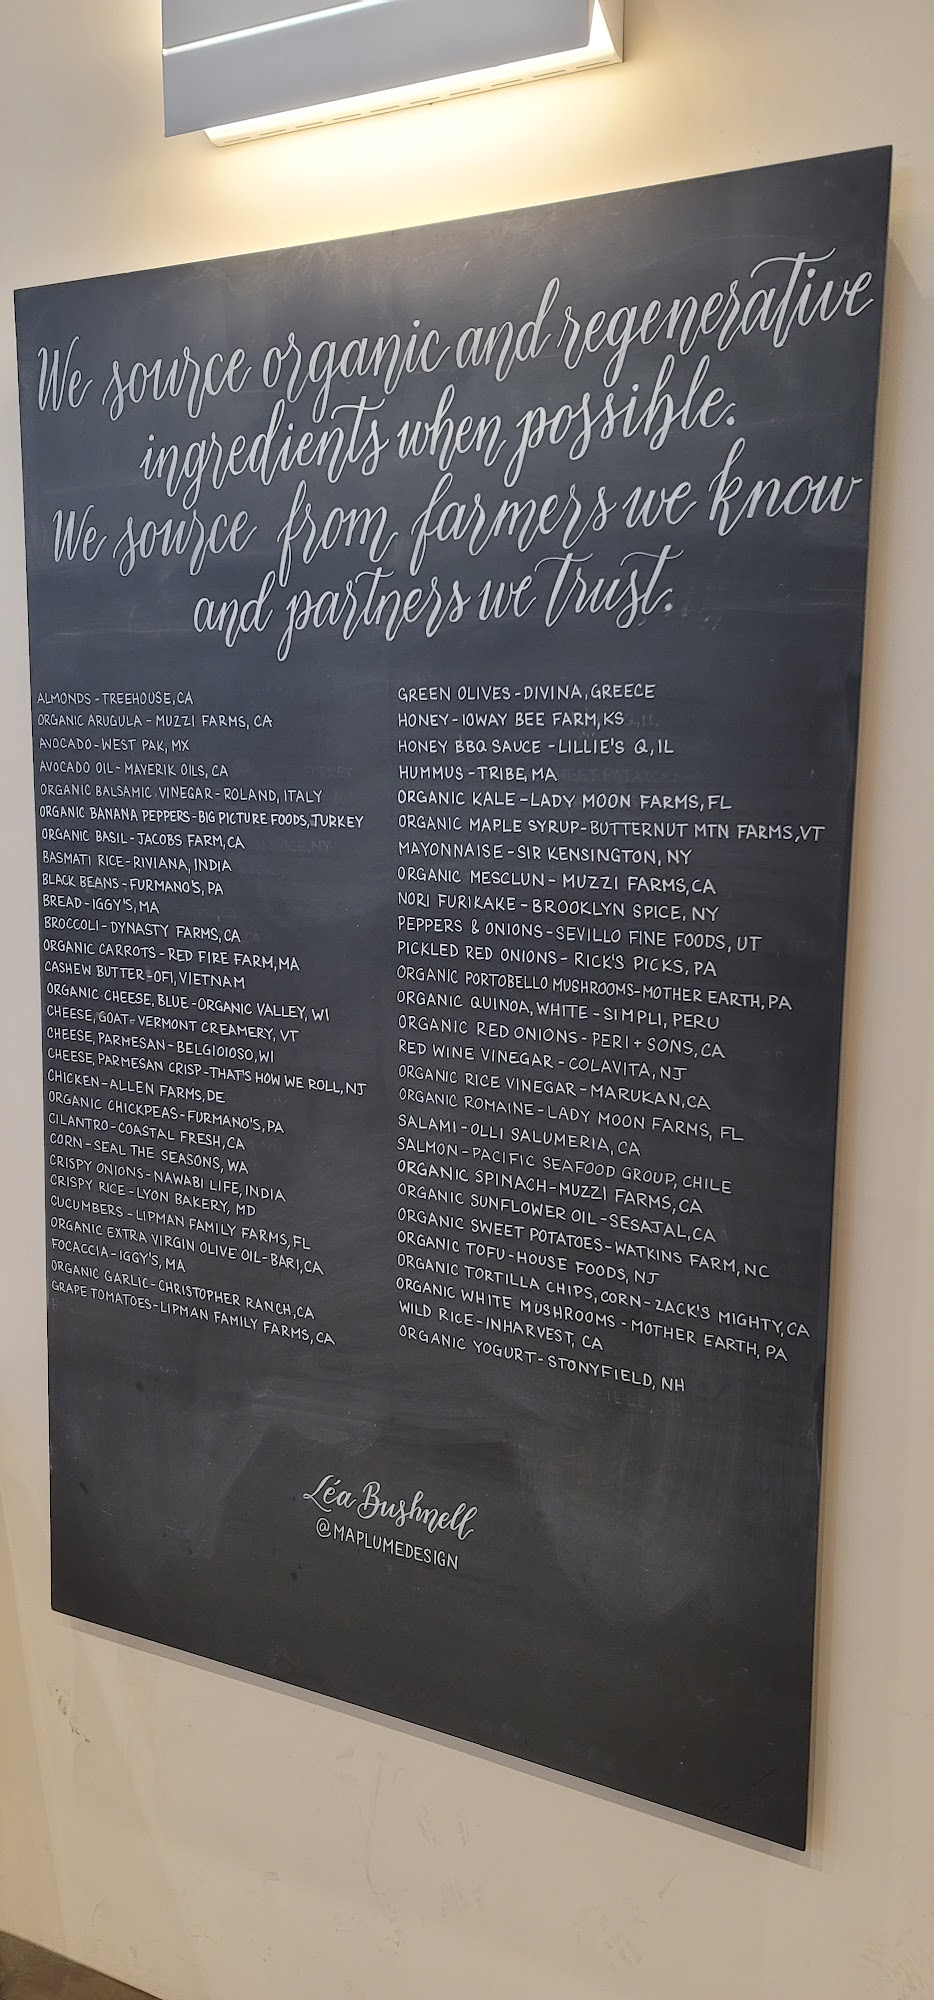 We source organic and regenerative
ingredients when possible.
We source from farmers we know
and partners we trust.
ALMONDS - TREEHOUSE, CA
ORGANIC ARUGULA - MUZZI FARMS, CA
AVOCADO - WEST PAK, MX
AVOCADO OIL - MAVERIK OILS, CA
ORGANIC BALSAMIC VINEGAR - ROLAND, ITALY
ORGANIC BANANA PEPPERS - BIG PICTURE FOODS, TURKEY
ORGANIC BASIL - JACOBS FARM, CA
BASMATI RICE - RIVIANA, INDIA
BLACK BEANS - FURMANO'S, PA
BREAD - IGGY'S, MA
BROCCOLI - DYNASTY FARMS, CA
ORGANIC CARROTS - RED FIRE FARM, MA
CASHEW BUTTER - OFI, VIETNAM
ORGANIC CHEESE, BLUE - ORGANIC VALLEY, WI
CHEESE, GOAT - VERMONT CREAMERY, VT
CHEESE, PARMESAN - BELGIOIOSO, WI
CHEESE, PARMESAN CRISP - THAT'S HOW WE ROLL, NJ
CHICKEN - ALLEN FARMS, DE
ORGANIC CHICKPEAS - FURMANO'S, PA
CILANTRO - COASTAL FRESH, CA
CORN - SEAL THE SEASONS, WA
CRISPY ONIONS - NAWABI LIFE, INDIA
CRISPY RICE - LYON BAKERY, MD
CUCUMBERS - LIPMAN FAMILY FARMS, FL
ORGANIC EXTRA VIRGIN OLIVE OIL - BARI, CA
FOCACCIA - IGGY'S, MA
ORGANIC GARLIC - CHRISTOPHER RANCH, CA
GRAPE TOMATOES - LIPMAN FAMILY FARMS, CA
GREEN OLIVES - DIVINA, GREECE
HONEY - IOWAY BEE FARM, KS
HONEY BBQ SAUCE - LILLIE'S Q, IL
HUMMUS - TRIBE, MA
ORGANIC KALE - LADY MOON FARMS, FL
ORGANIC MAPLE SYRUP - BUTTERNUT MTN FARMS, VT
MAYONNAISE - SIR KENSINGTON, NY
ORGANIC MESCLUN - MUZZI FARMS, CA
NORI FURIKAKE - BROOKLYN SPICE, NY
PEPPERS & ONIONS - SEVILLO FINE FOODS, UT
PICKLED RED ONIONS - RICK'S PICKS, PA
ORGANIC PORTOBELLO MUSHROOMS - MOTHER EARTH, PA
ORGANIC QUINOA, WHITE - SIMPLI, PERU
ORGANIC RED ONIONS - PERI + SONS, CA
RED WINE VINEGAR - COLAVITA, NJ
ORGANIC RICE VINEGAR - MARUKAN, CA
ORGANIC ROMAINE - LADY MOON FARMS, FL
SALAMI - OLLI SALUMERIA, CA
SALMON - PACIFIC SEAFOOD GROUP, CHILE
ORGANIC SPINACH - MUZZI FARMS, CA
ORGANIC SUNFLOWER OIL - SESAJAL, CA
ORGANIC SWEET POTATOES - WATKINS FARM, NC
ORGANIC TOFU - HOUSE FOODS, NJ
ORGANIC TORTILLA CHIPS, CORN - ZACK'S MIGHTY, CA
ORGANIC WHITE MUSHROOMS - MOTHER EARTH, PA
WILD RICE - INHARVEST, CA
ORGANIC YOGURT - STONYFIELD, NH
Léa Bushnell
@MAPLUMEDESIGN